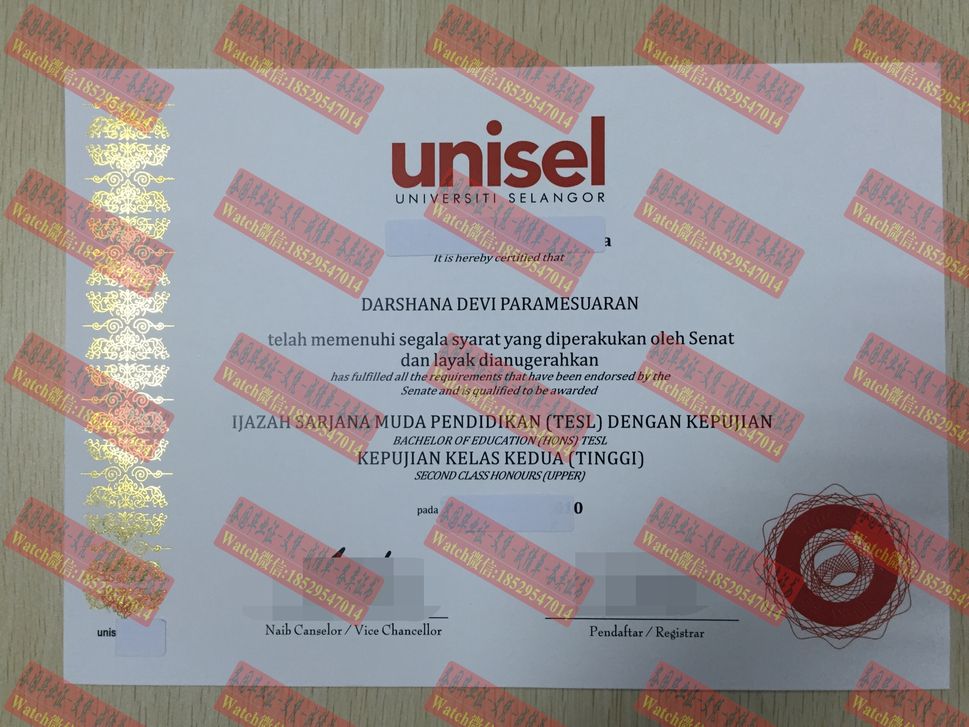 unisel
UNIVERSITI SELANGOR
a
It is hereby certified that
DARSHANA DEVI PARAMESUARAN
telah memenuhi segala syarat yang diperakukan oleh Senat
dan layak dianugerahkan
has fulfilled all the requirements that have been endorsed by the
Senate and is qualified to be awarded
IJAZAH SARJANA MUDA PENDIDIKAN (TESL) DENGAN KEPUJIAN
BACHELOR OF EDUCATION (HONS) TESL
KEPUJIAN KELAS KEDUA (TINGGI)
SECOND CLASS HONOURS (UPPER)
pada 0
Naib Canselor / Vice Chancellor
Pendaftar / Registrar
unis
Watch微信:18529547014